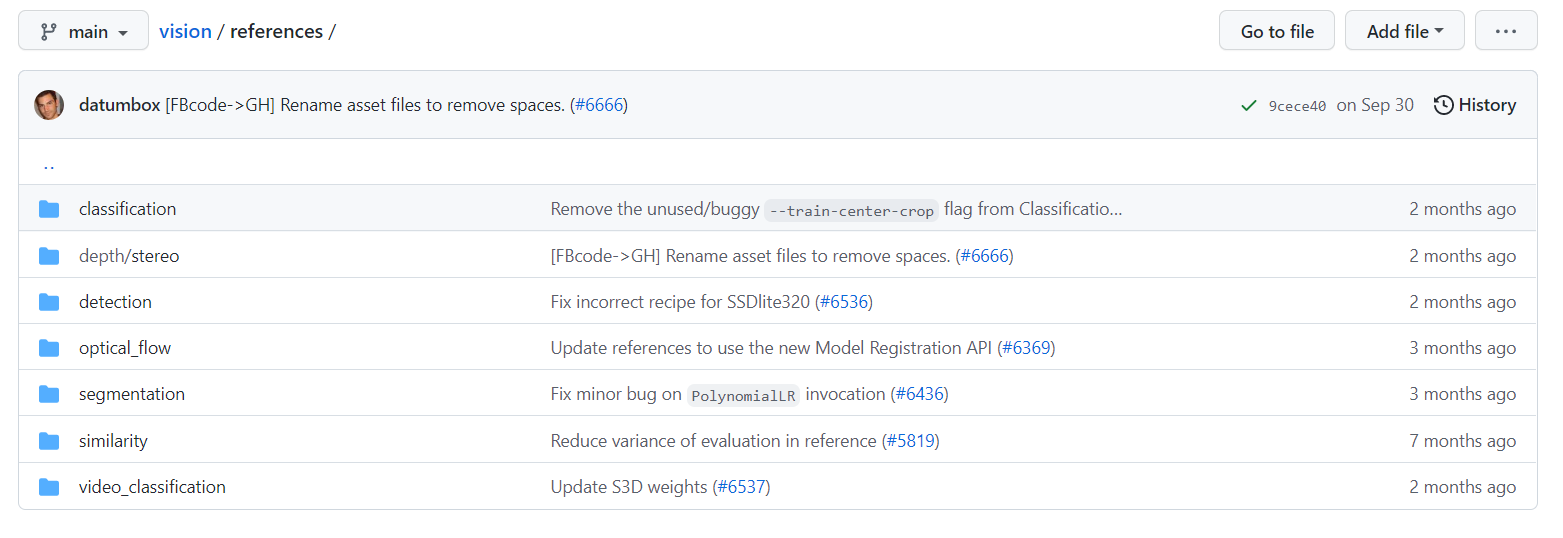 main vision / references / Go to file Add file ...
datumbox [FBcode->GH] Rename asset files to remove spaces. (#6666) 9cece40 on Sep 30 History
..
classification Remove the unused/buggy --train-center-crop flag from Classificatio... 2 months ago
depth/stereo [FBcode->GH] Rename asset files to remove spaces. (#6666) 2 months ago
detection Fix incorrect recipe for SSDlite320 (#6536) 2 months ago
optical_flow Update references to use the new Model Registration API (#6369) 3 months ago
segmentation Fix minor bug on PolynomialLR invocation (#6436) 3 months ago
similarity Reduce variance of evaluation in reference (#5819) 7 months ago
video_classification Update S3D weights (#6537) 2 months ago